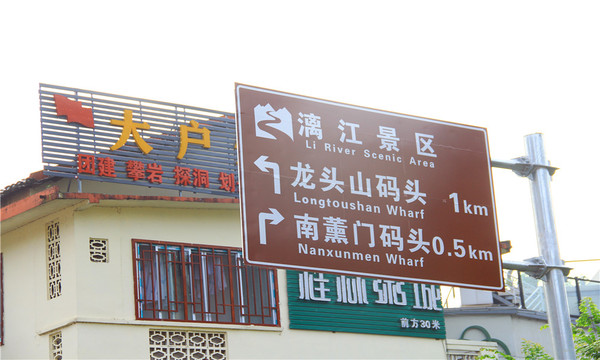 大户
团建 攀岩 探洞 划
漓江景区
Li River Scenic Area
龙头山码头 1km
Longtoushan Wharf
南薰门码头 0.5km
Nanxunmen Wharf
前方30米